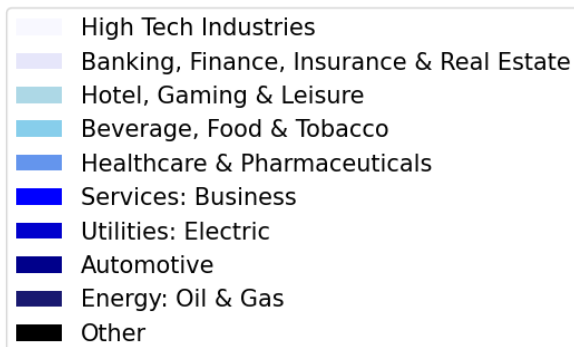 High Tech Industries
Banking, Finance, Insurance & Real Estate
Hotel, Gaming & Leisure
Beverage, Food & Tobacco
Healthcare & Pharmaceuticals
Services: Business
Utilities: Electric
Automotive
Energy: Oil & Gas
Other